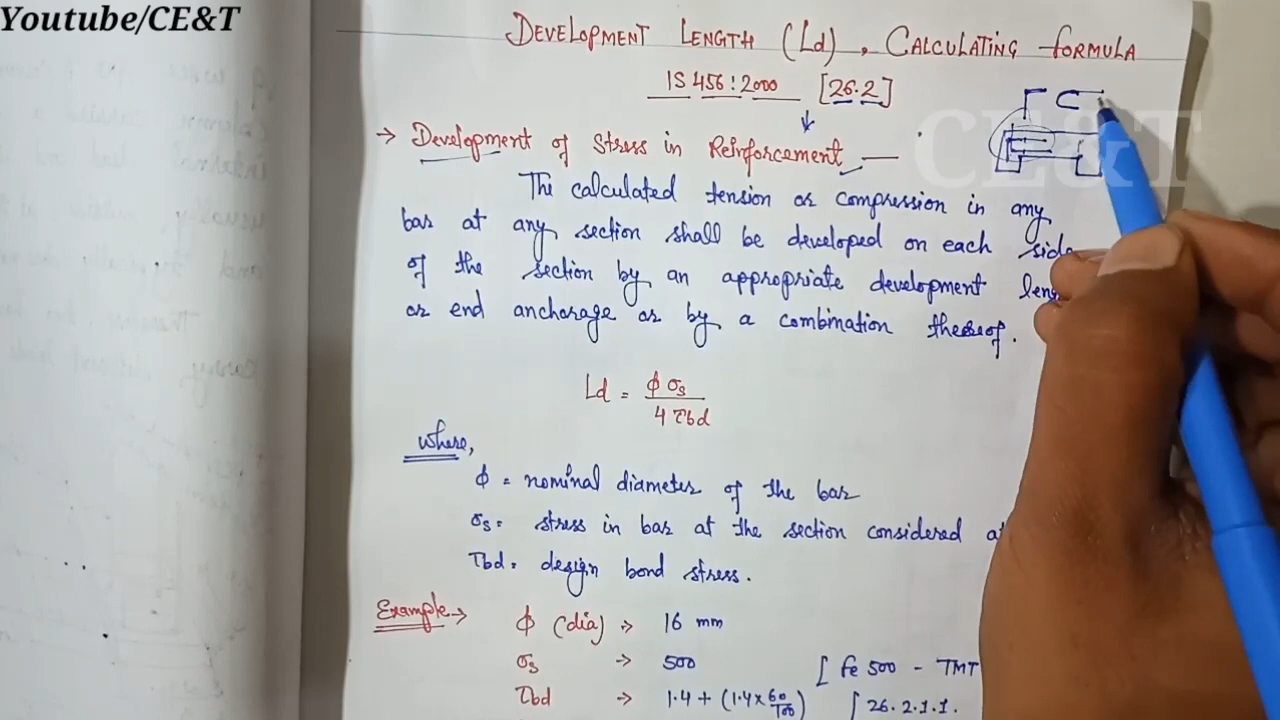 Youtube/CE&T
DEVELOPMENT LENGTH (Ld), CALCULATING FORMULA
IS 456:2000 [26.2]
→ Development of Stress in Reinforcement —
CE&T
The calculated tension or compression in any
bar at any section shall be developed on each side
of the section by an appropriate development
or end anchorage or by a combination thereof.
Ld = ϕ σs / 4 τbd
where,
ϕ = nominal diameter of the bar
σs = stress in bar at the section considered
τbd = design bond stress.
Example → ϕ (dia) → 16 mm
σs → 500 [ fe 500 - TMT
τbd → 1.4 + (1.4 × 60/100) [ 26.2.1.1.